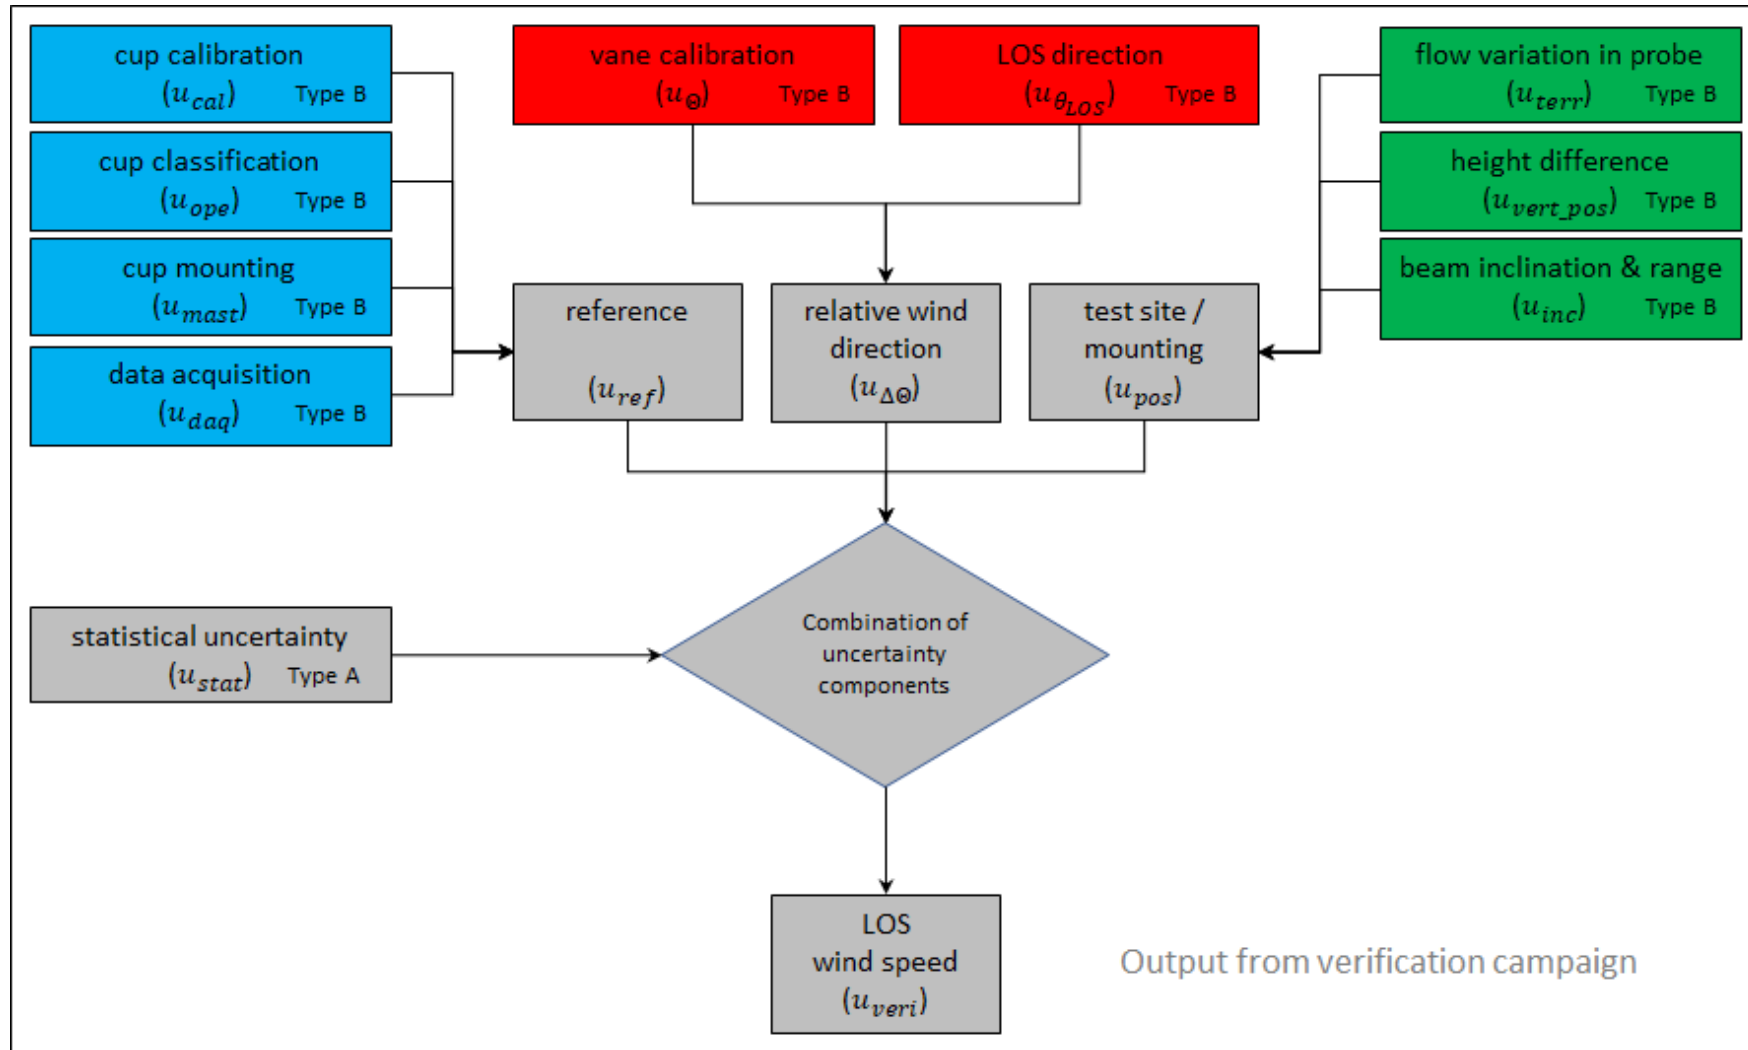 cup calibration
(u_cal) Type B
cup classification
(u_ope) Type B
cup mounting
(u_mast) Type B
data acquisition
(u_daq) Type B
vane calibration
(u_Θ) Type B
LOS direction
(u_θ_LOS) Type B
flow variation in probe
(u_terr) Type B
height difference
(u_vert_pos) Type B
beam inclination & range
(u_inc) Type B
reference
(u_ref)
relative wind
direction
(u_ΔΘ)
test site /
mounting
(u_pos)
statistical uncertainty
(u_stat) Type A
Combination of
uncertainty
components
LOS
wind speed
(u_veri)
Output from verification campaign